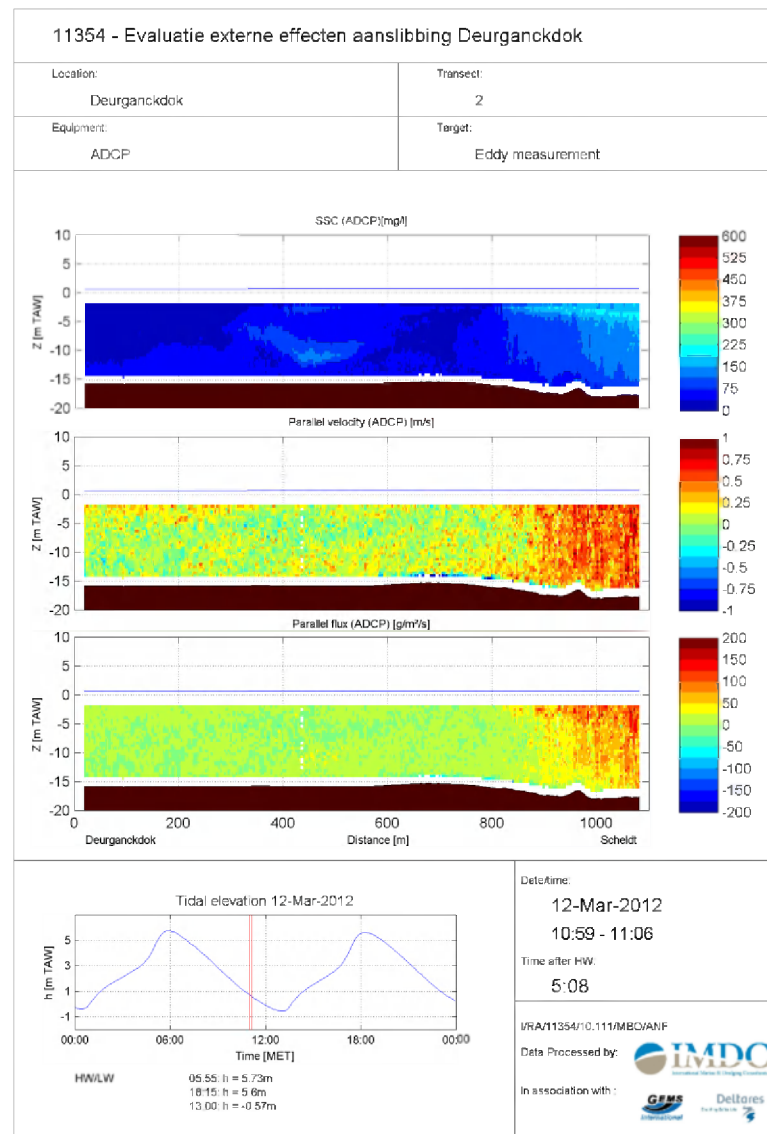 11354 - Evaluatie externe effecten aanslibbing Deurganckdok
Location:
Transect:
Deurganckdok
2
Equipment:
Target:
ADCP
Eddy measurement
SSC (ADCP)[mg/l]
10
5
0
-5
-10
-15
-20
Z [m TAW]
600
525
450
375
300
225
150
75
0
Parallel velocity (ADCP) [m/s]
10
5
0
-5
-10
-15
-20
Z [m TAW]
1
0.75
0.5
0.25
0
-0.25
-0.5
-0.75
-1
Parallel flux (ADCP) [g/m²/s]
10
5
0
-5
-10
-15
-20
Z [m TAW]
200
150
100
50
0
-50
-100
-150
-200
0 200 400 600 800 1000
Deurganckdok Distance [m] Scheldt
Tidal elevation 12-Mar-2012
5
3
1
-1
h [m TAW]
00:00 06:00 12:00 18:00 00:00
Time [MET]
HW/LW
05:55: h = 5.73m
18:15: h = 5.6m
13:00: h = -0.57m
Date/time:
12-Mar-2012
10:59 - 11:06
Time after HW:
5:08
I/RA/11354/10.111/MBO/ANF
Data Processed by:
IMDC
International Marine & Dredging Consultants
In association with :
GEMS
International
Deltares